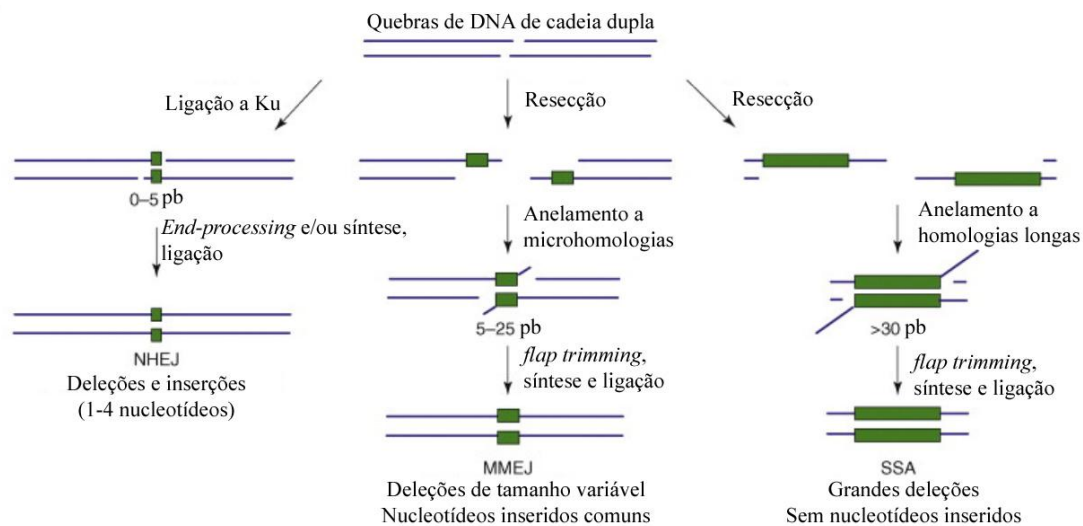 Quebras de DNA de cadeia dupla
Ligação a Ku
Resecção
Resecção
0–5 pb
End-processing e/ou síntese,
ligação
NHEJ
Deleções e inserções
(1-4 nucleotídeos)
Anelamento a
microhomologias
5–25 pb
flap trimming,
síntese e ligação
MMEJ
Deleções de tamanho variável
Nucleotídeos inseridos comuns
Anelamento a
homologias longas
>30 pb
flap trimming,
síntese e ligação
SSA
Grandes deleções
Sem nucleotídeos inseridos